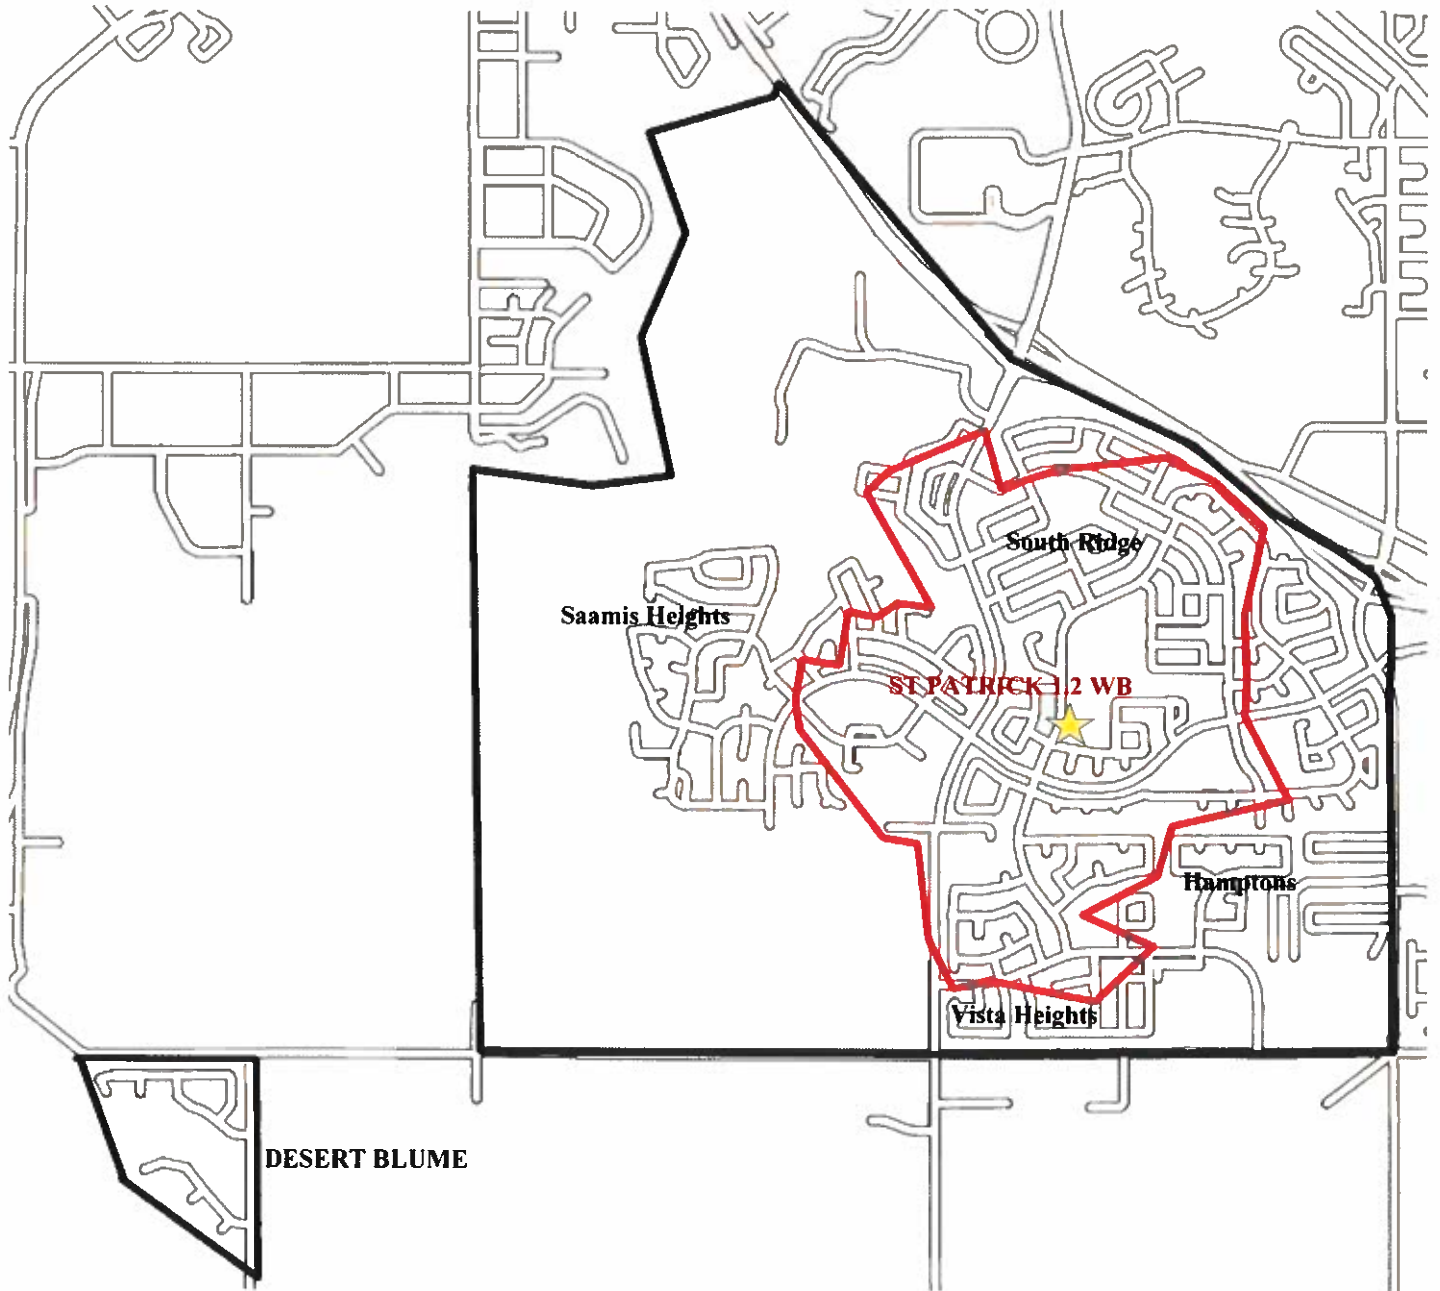 South Ridge
Saamis Heights
ST PATRICK 1.2 WB
Hamptons
Vista Heights
DESERT BLUME